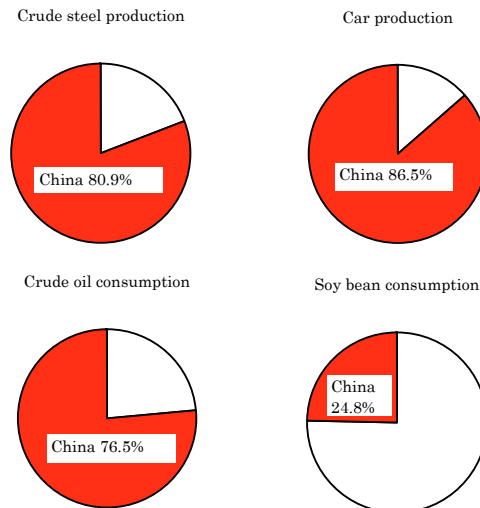 Crude steel production
Car production
China 80.9%
China 86.5%
Crude oil consumption
Soy bean consumption
China
24.8%
China 76.5%